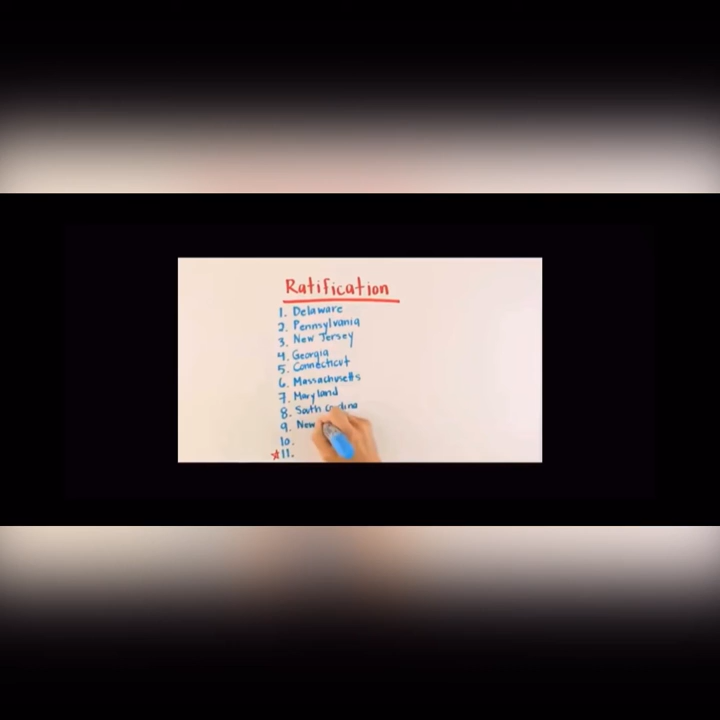 Ratification
1. Delaware
2. Pennsylvania
3. New Jersey
4. Georgia
5. Connecticut
6. Massachusetts
7. Maryland
8. South
9. New
10.
☆11.